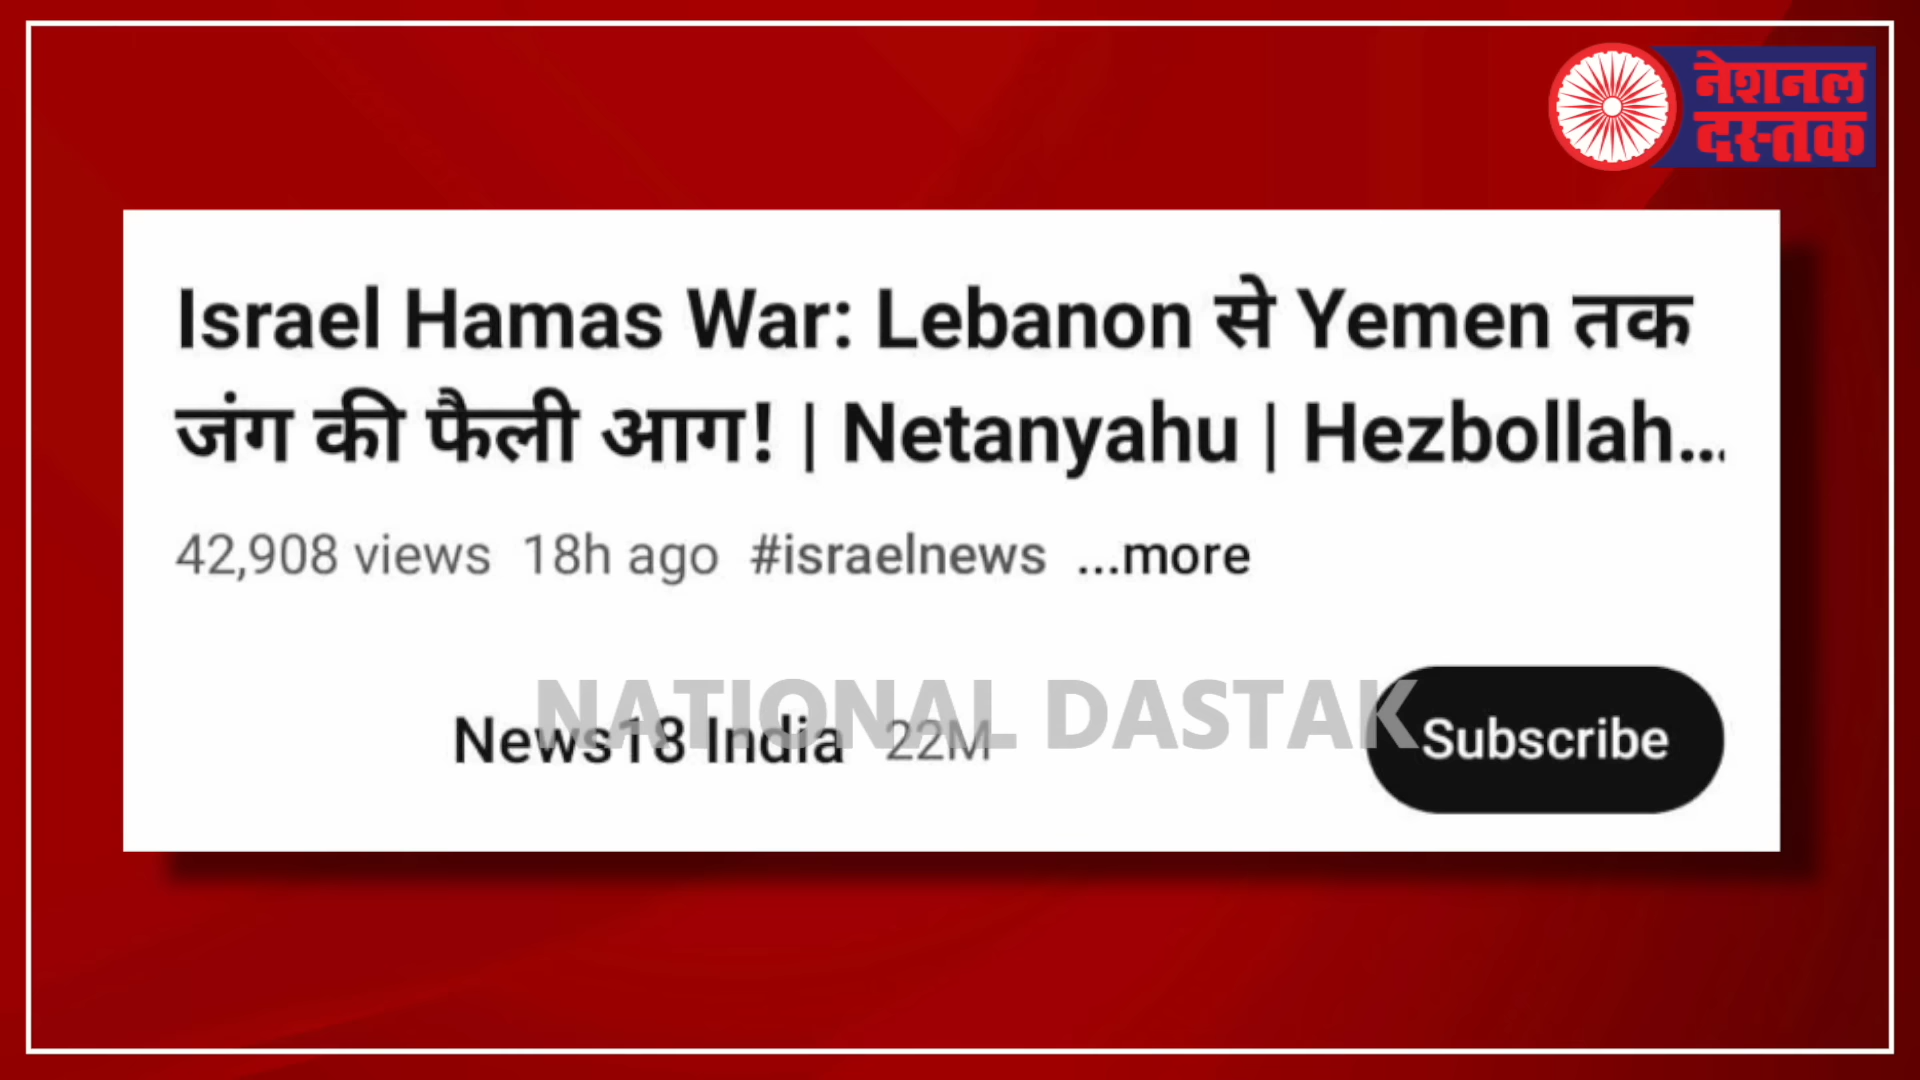 नेशनल
दस्तक
Israel Hamas War: Lebanon से Yemen तक
जंग की फैली आग! | Netanyahu | Hezbollah...
42,908 views 18h ago #israelnews ...more
NATIONAL DASTAK
News18 India 22M Subscribe